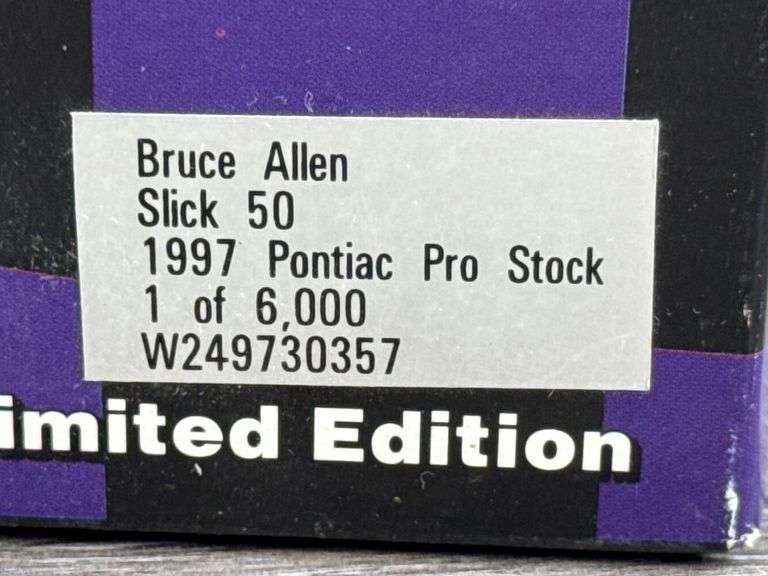 Bruce Allen
Slick 50
1997 Pontiac Pro Stock
1 of 6,000
W249730357
imited Edition